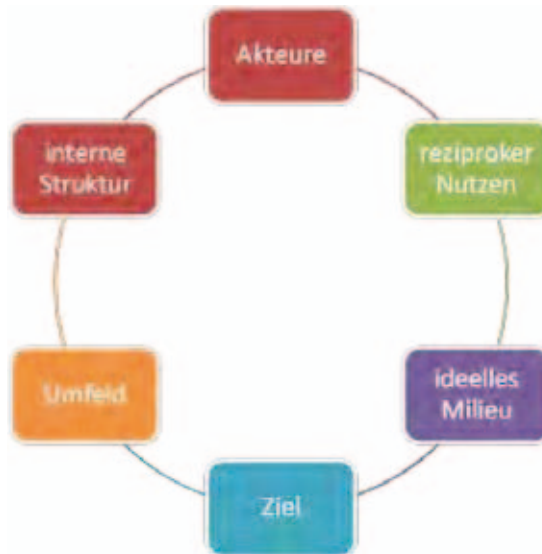 Akteure
reziproker
Nutzen
ideelles
Milieu
Ziel
Umfeld
interne
Struktur